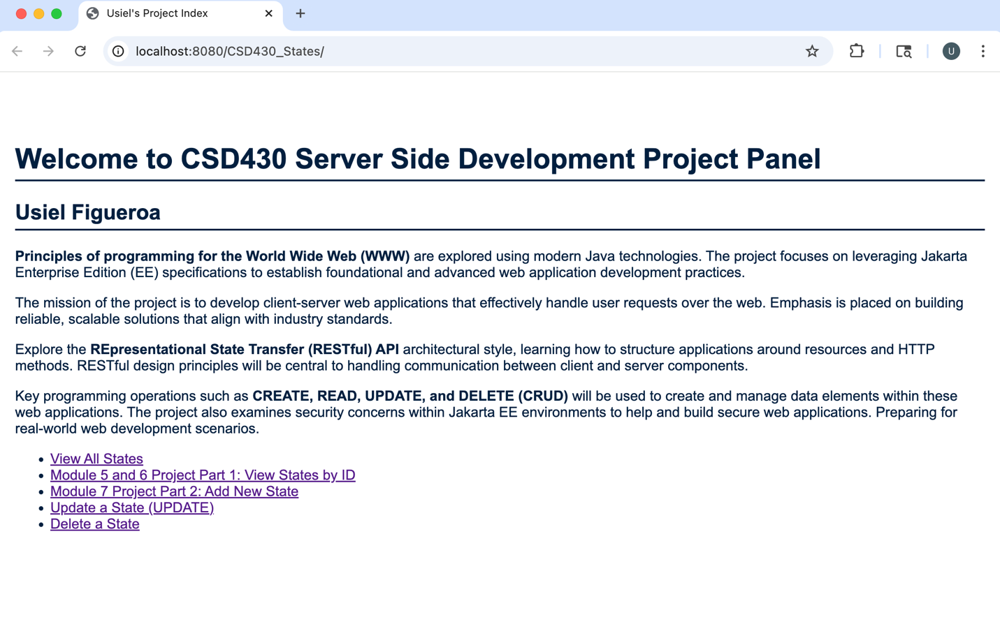 Usiel's Project Index
localhost:8080/CSD430_States/
U
Welcome to CSD430 Server Side Development Project Panel
Usiel Figueroa
Principles of programming for the World Wide Web (WWW) are explored using modern Java technologies. The project focuses on leveraging Jakarta
Enterprise Edition (EE) specifications to establish foundational and advanced web application development practices.
The mission of the project is to develop client-server web applications that effectively handle user requests over the web. Emphasis is placed on building
reliable, scalable solutions that align with industry standards.
Explore the REpresentational State Transfer (RESTful) API architectural style, learning how to structure applications around resources and HTTP
methods. RESTful design principles will be central to handling communication between client and server components.
Key programming operations such as CREATE, READ, UPDATE, and DELETE (CRUD) will be used to create and manage data elements within these
web applications. The project also examines security concerns within Jakarta EE environments to help and build secure web applications. Preparing for
real-world web development scenarios.
• View All States
• Module 5 and 6 Project Part 1: View States by ID
• Module 7 Project Part 2: Add New State
• Update a State (UPDATE)
• Delete a State